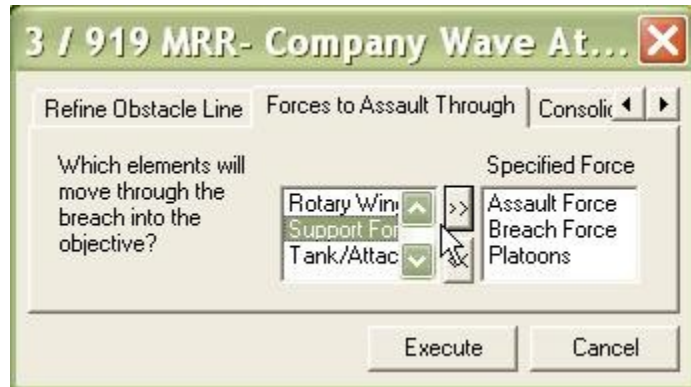 3 / 919 MRR- Company Wave At...
Refine Obstacle Line
Forces to Assault Through
Consolid
Which elements will
move through the
breach into the
objective?
Specified Force
Rotary Win
Support For
Tank/Attac
>>
Assault Force
Breach Force
Platoons
Execute
Cancel